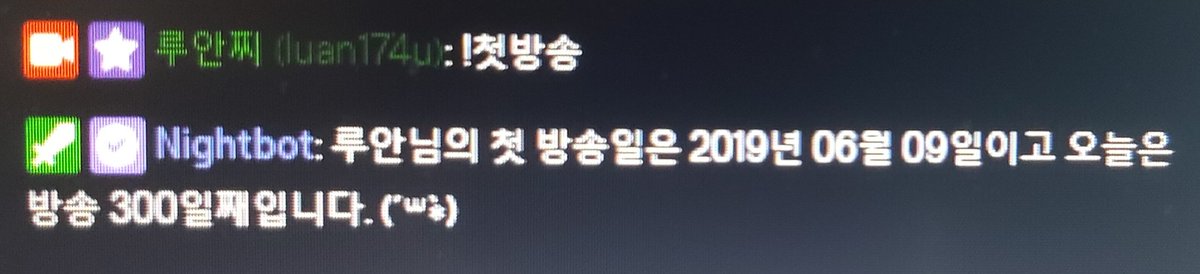 루안찌 (luan174u): !첫방송
Nightbot: 루안님의 첫 방송일은 2019년 06월 09일이고 오늘은
방송 300일째입니다. (´꒳`)